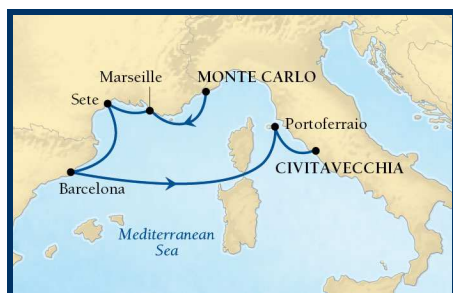 Marseille
MONTE CARLO
Sete
Portoferraio
CIVITAVECCHIA
Barcelona
Mediterranean
Sea